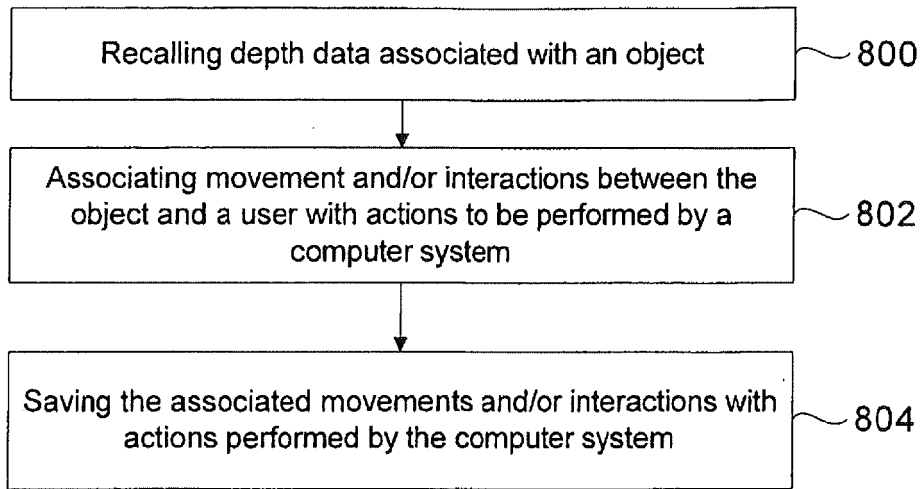 Recalling depth data associated with an object
800
Associating movement and/or interactions between the
object and a user with actions to be performed by a
computer system
802
Saving the associated movements and/or interactions with
actions performed by the computer system
804